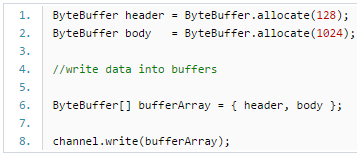 1. ByteBuffer header = ByteBuffer.allocate(128);
2. ByteBuffer body   = ByteBuffer.allocate(1024);
3.
4. //write data into buffers
5.
6. ByteBuffer[] bufferArray = { header, body };
7.
8. channel.write(bufferArray);